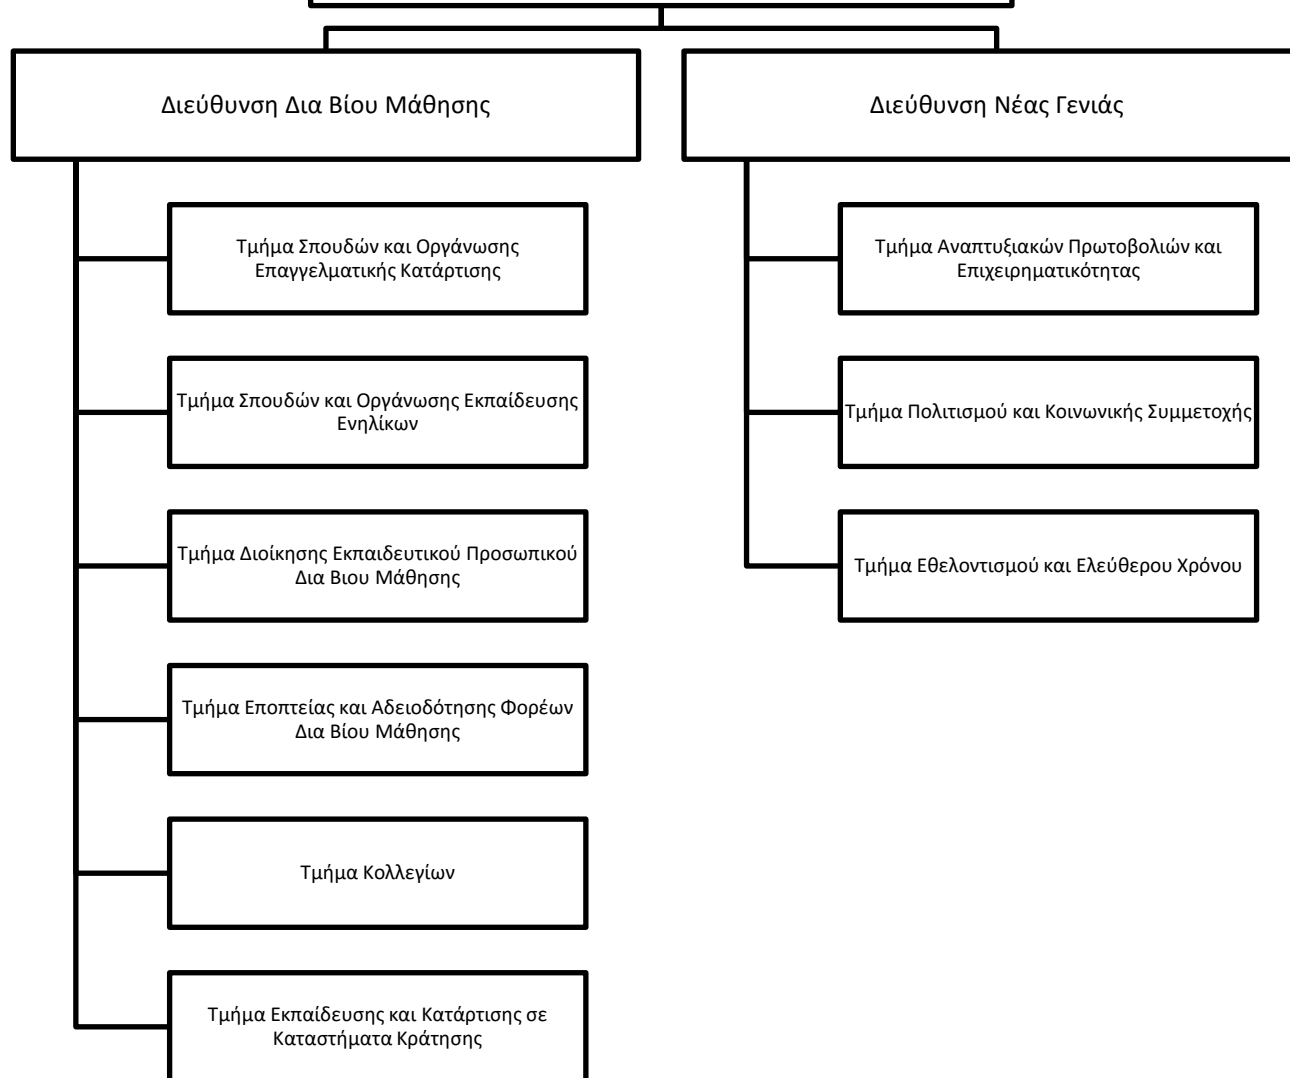 Διεύθυνση Δια Βίου Μάθησης
Τμήμα Σπουδών και Οργάνωσης
Επαγγελματικής Κατάρτισης
Τμήμα Σπουδών και Οργάνωσης Εκπαίδευσης
Ενηλίκων
Τμήμα Διοίκησης Εκπαιδευτικού Προσωπικού
Δια Βιου Μάθησης
Τμήμα Εποπτείας και Αδειοδότησης Φορέων
Δια Βίου Μάθησης
Τμήμα Κολλεγίων
Τμήμα Εκπαίδευσης και Κατάρτισης σε
Καταστήματα Κράτησης
Διεύθυνση Νέας Γενιάς
Τμήμα Αναπτυξιακών Πρωτοβολιών και
Επιχειρηματικότητας
Τμήμα Πολιτισμού και Κοινωνικής Συμμετοχής
Τμήμα Εθελοντισμού και Ελεύθερου Χρόνου